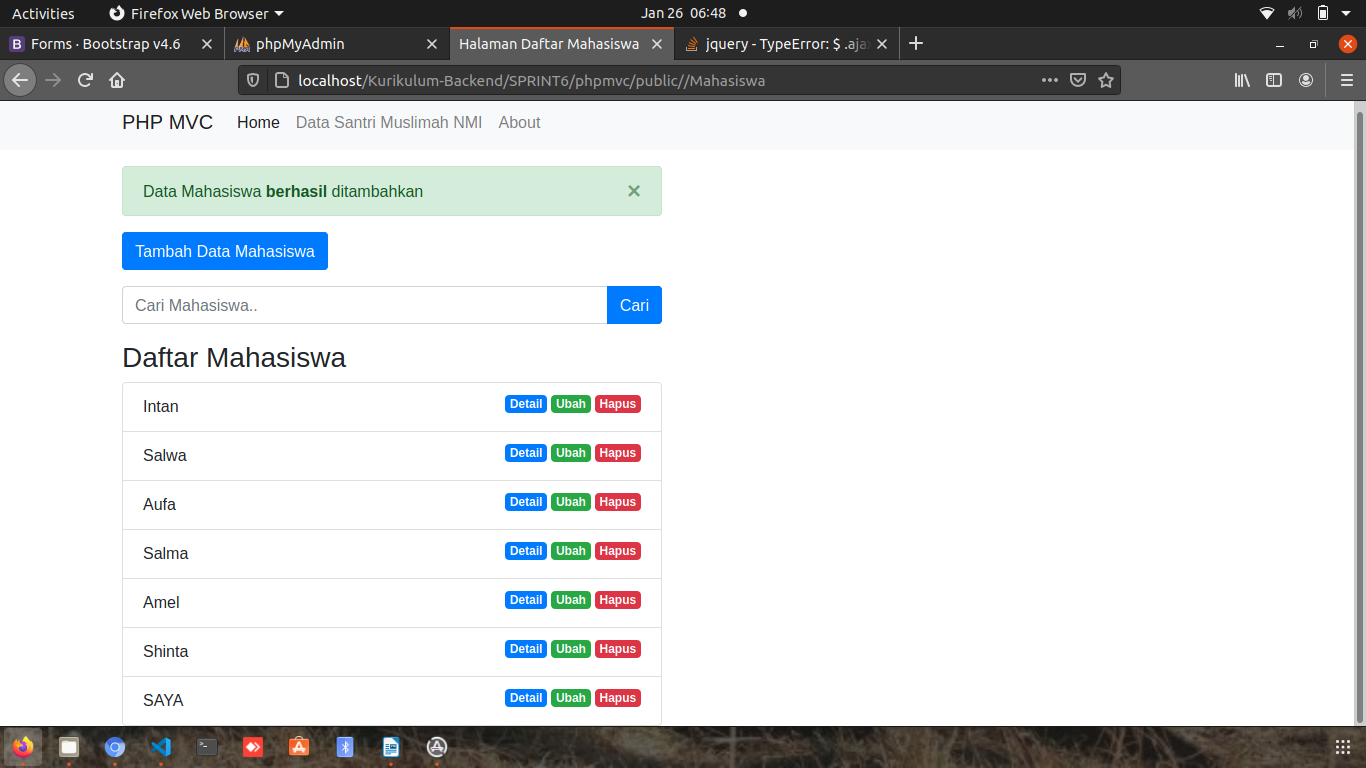 Activities Firefox Web Browser Jan 26 06:48
Forms · Bootstrap v4.6 phpMyAdmin Halaman Daftar Mahasiswa jquery - TypeError: $ .aja
localhost/Kurikulum-Backend/SPRINT6/phpmvc/public//Mahasiswa
PHP MVC Home Data Santri Muslimah NMI About
Data Mahasiswa berhasil ditambahkan ×
Tambah Data Mahasiswa
Cari Mahasiswa.. Cari
Daftar Mahasiswa
Intan Detail Ubah Hapus
Salwa Detail Ubah Hapus
Aufa Detail Ubah Hapus
Salma Detail Ubah Hapus
Amel Detail Ubah Hapus
Shinta Detail Ubah Hapus
SAYA Detail Ubah Hapus